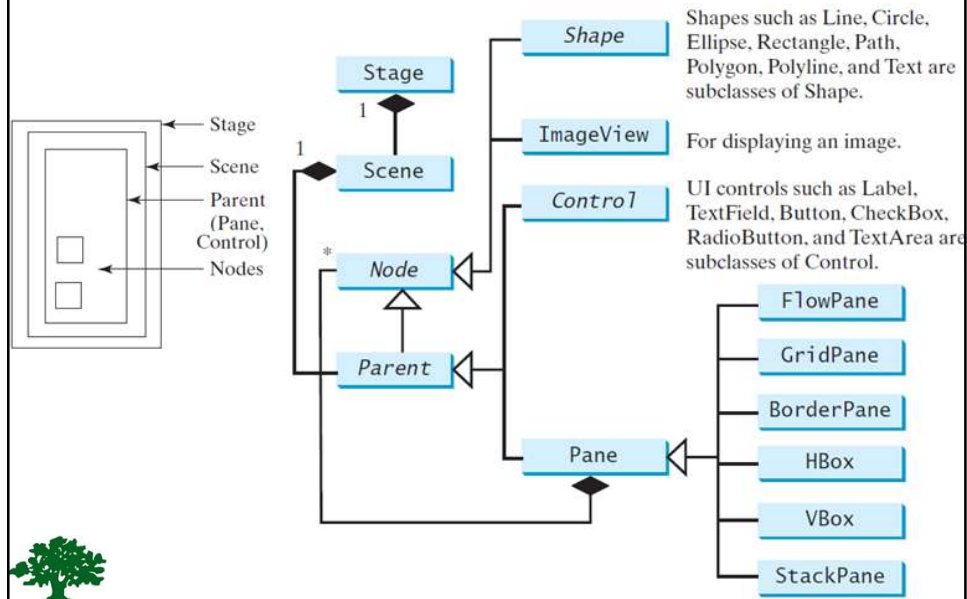 Stage
Scene
Parent
(Pane,
Control)
Nodes
Stage
1
1
Scene
*
Node
Parent
Shape
Shapes such as Line, Circle,
Ellipse, Rectangle, Path,
Polygon, Polyline, and Text are
subclasses of Shape.
ImageView
For displaying an image.
Control
UI controls such as Label,
TextField, Button, CheckBox,
RadioButton, and TextArea are
subclasses of Control.
Pane
FlowPane
GridPane
BorderPane
HBox
VBox
StackPane